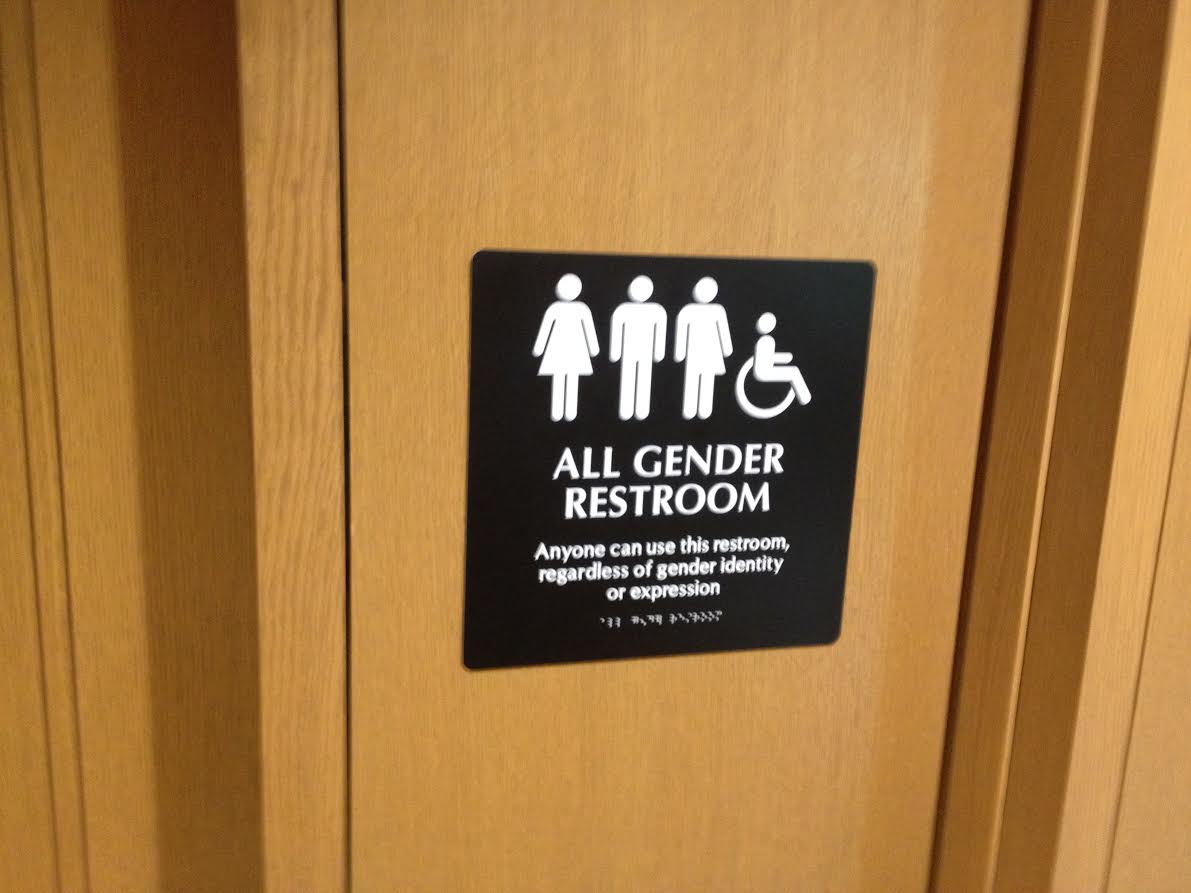 ALL GENDER
RESTROOM
Anyone can use this restroom,
regardless of gender identity
or expression